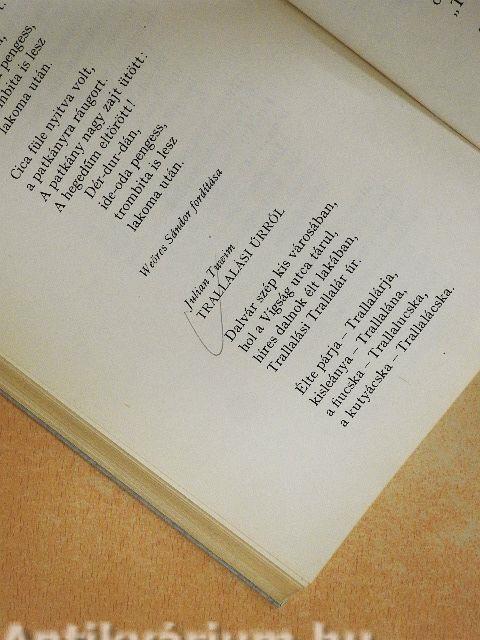 pengess,
trombita is lesz
lakoma után.
Cica füle nyitva volt,
a patkányra ráugort.
A patkány nagy zajt ütött:
A hegedűm eltörött!
Dér-dur-dán,
ide-oda pengess,
trombita is lesz
lakoma után.
Weöres Sándor fordítása
Julian Tuwim
TRALLALASI ÚRRÓL
Dalvár szép kis városában,
hol a Vígság utca tárul,
híres dalnok élt lakában,
Trallalási Trallalár úr.
Élte párja – Trallalárja,
kisleánya – Trallalána,
a fiucska – Trallalucska,
a kutyácska – Trallalácska.
Antikvárium.hu